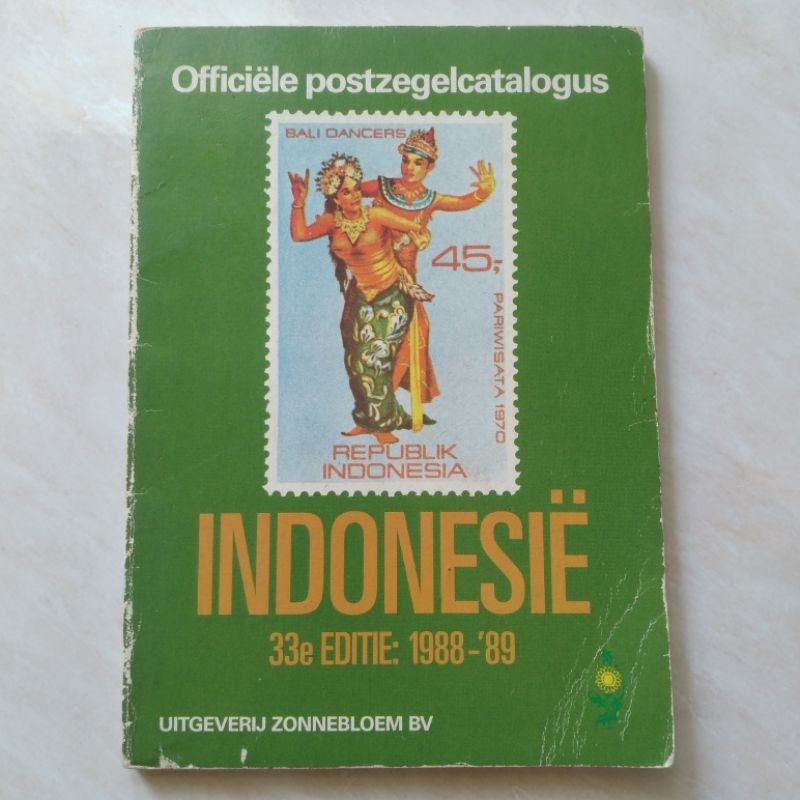 Officiële postzegelcatalogus
BALI DANCERS
45,-
PARIWISATA 1970
REPUBLIK
INDONESIA
INDONESIË
33e EDITIE: 1988-'89
UITGEVERIJ ZONNEBLOEM BV